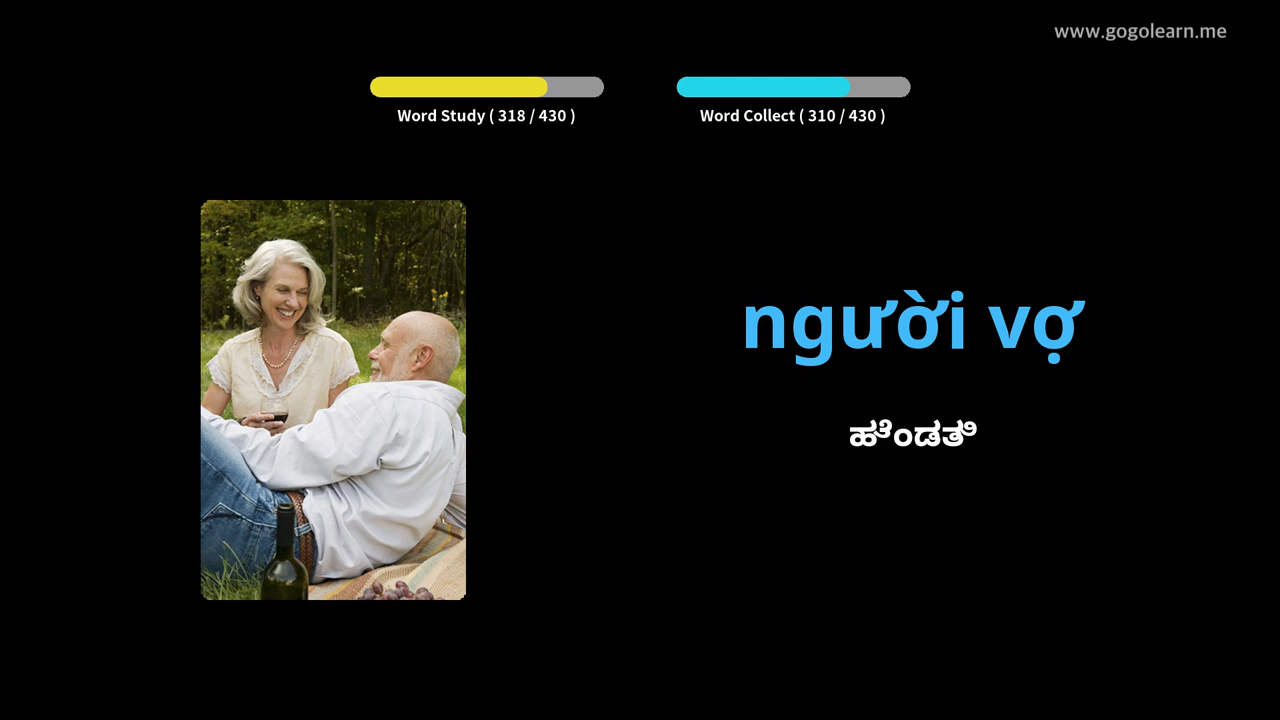 www.gogolearn.me
Word Study ( 318 / 430 )
Word Collect ( 310 / 430 )
người vợ
ಹೆಂಡತಿ